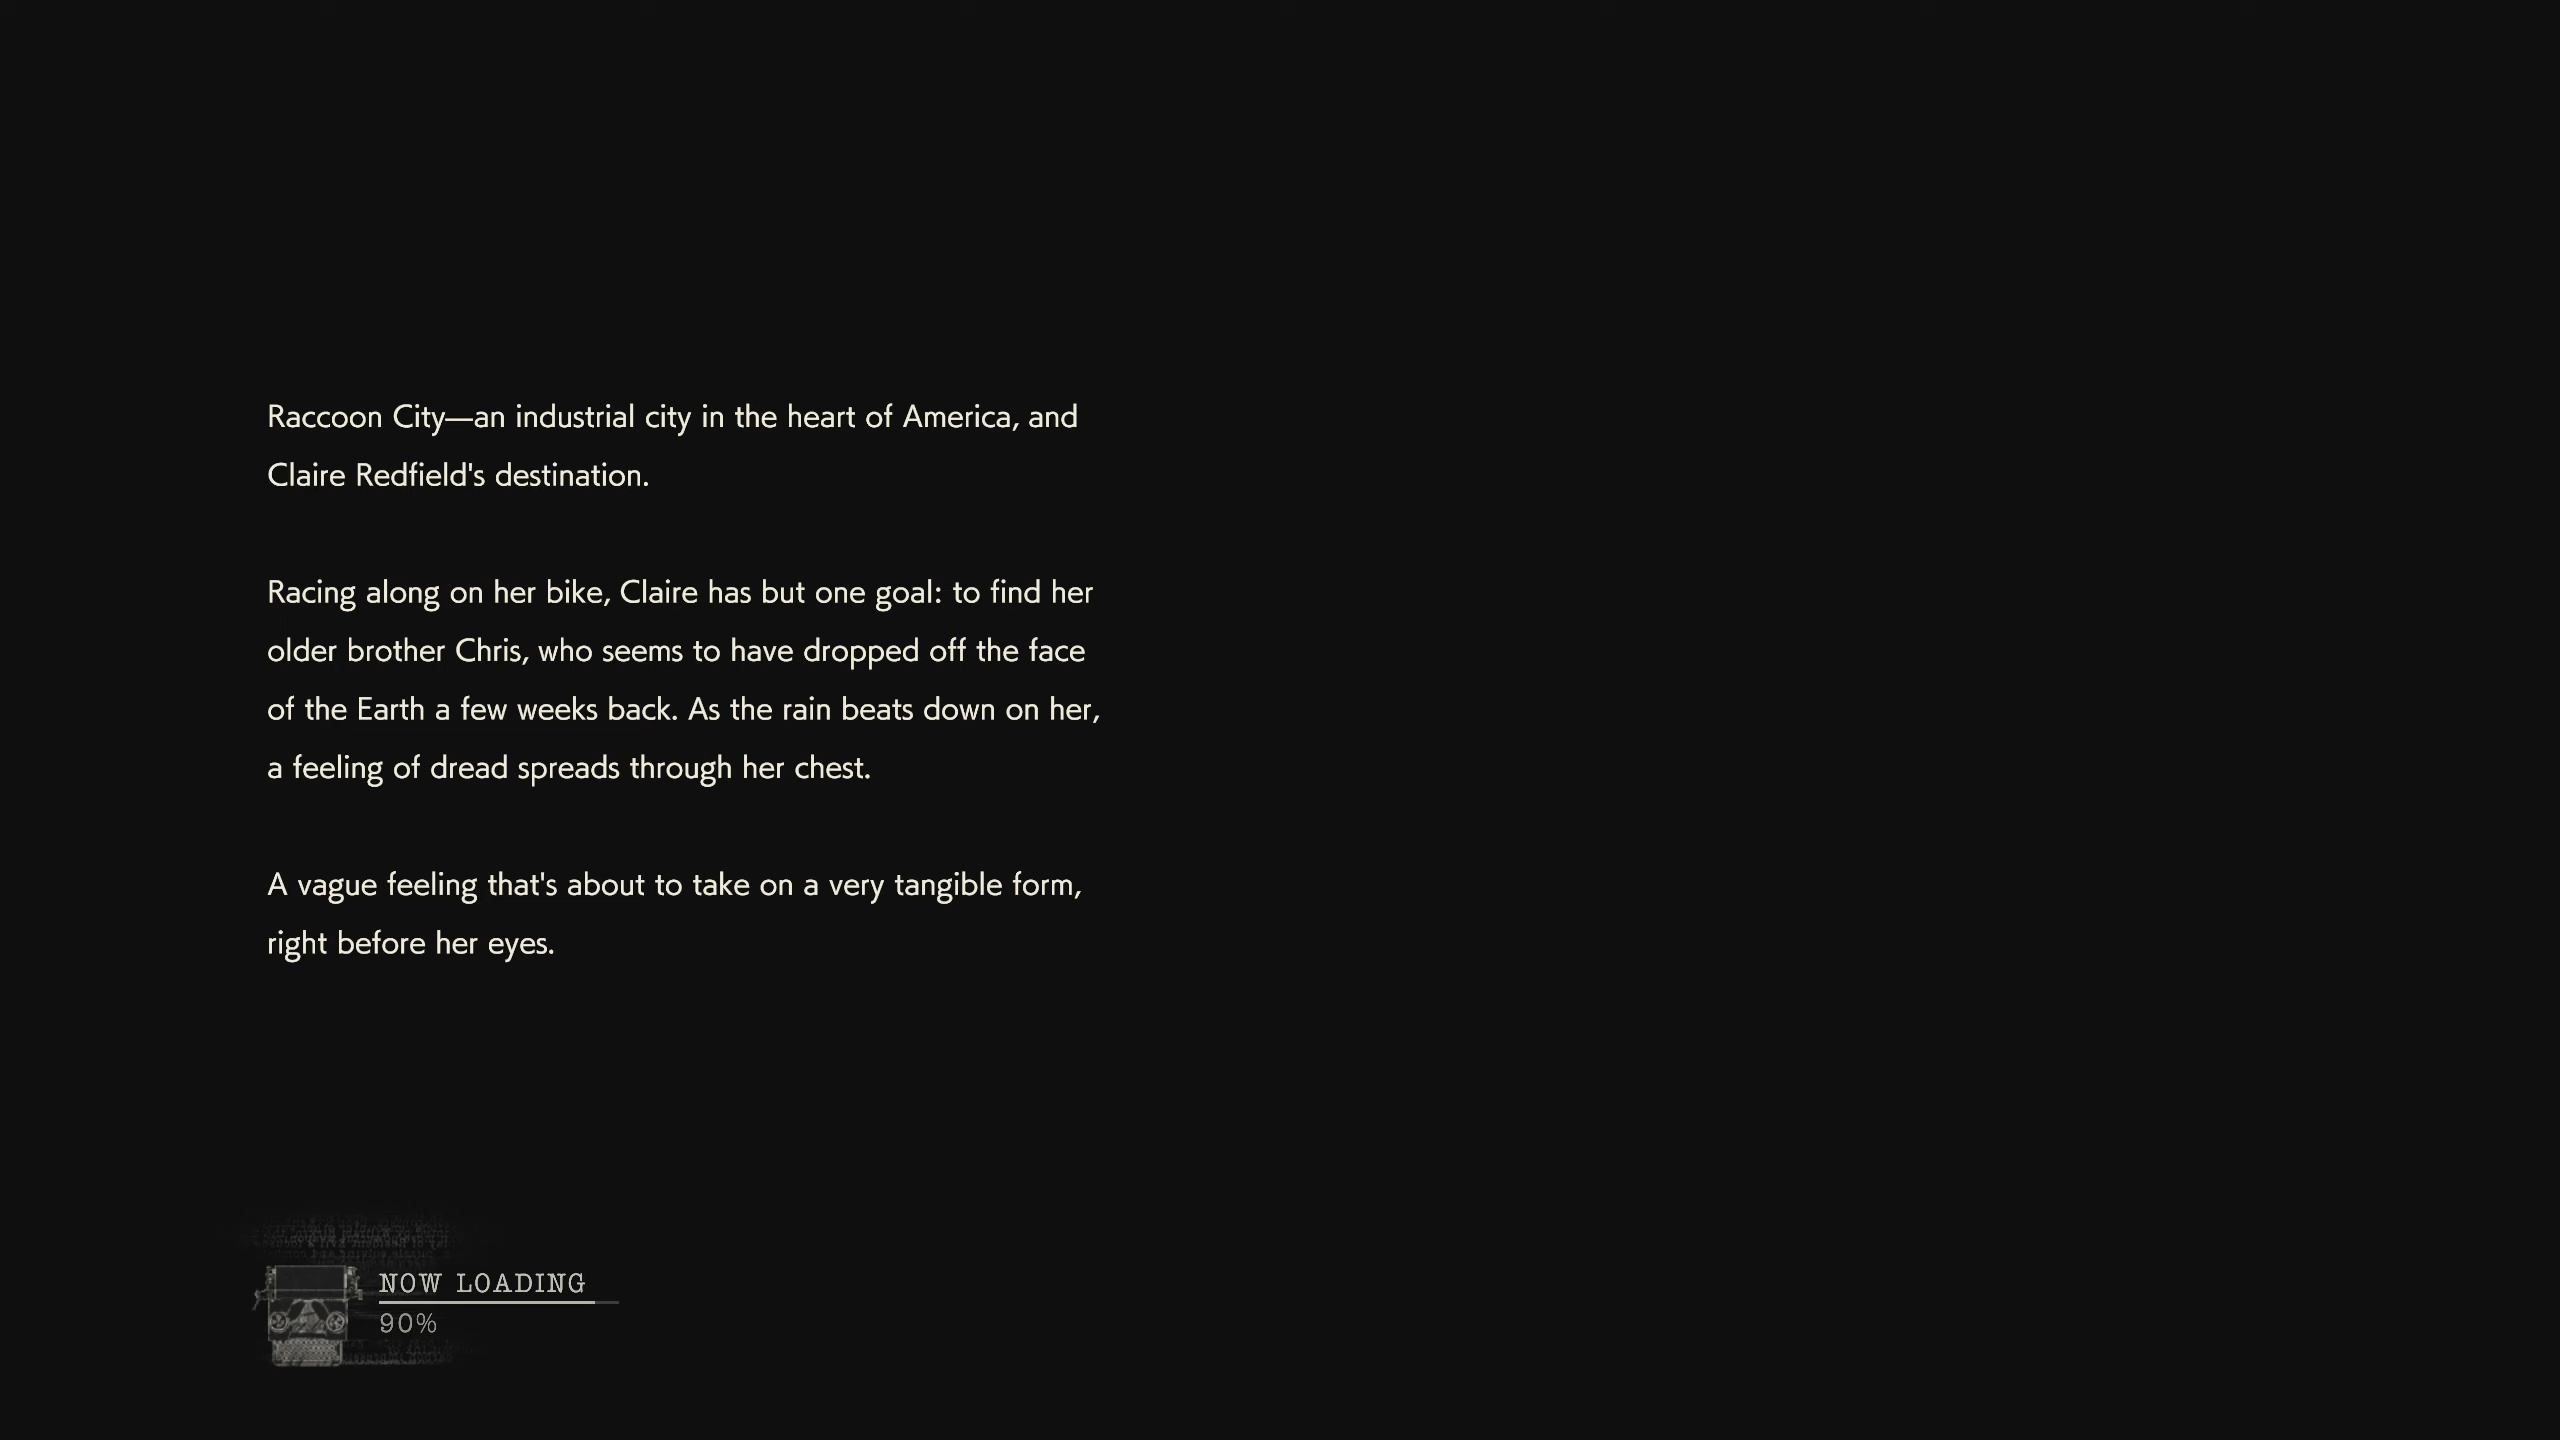 Raccoon City—an industrial city in the heart of America, and
Claire Redfield's destination.
Racing along on her bike, Claire has but one goal: to find her
older brother Chris, who seems to have dropped off the face
of the Earth a few weeks back. As the rain beats down on her,
a feeling of dread spreads through her chest.
A vague feeling that's about to take on a very tangible form,
right before her eyes.
NOW LOADING
90%